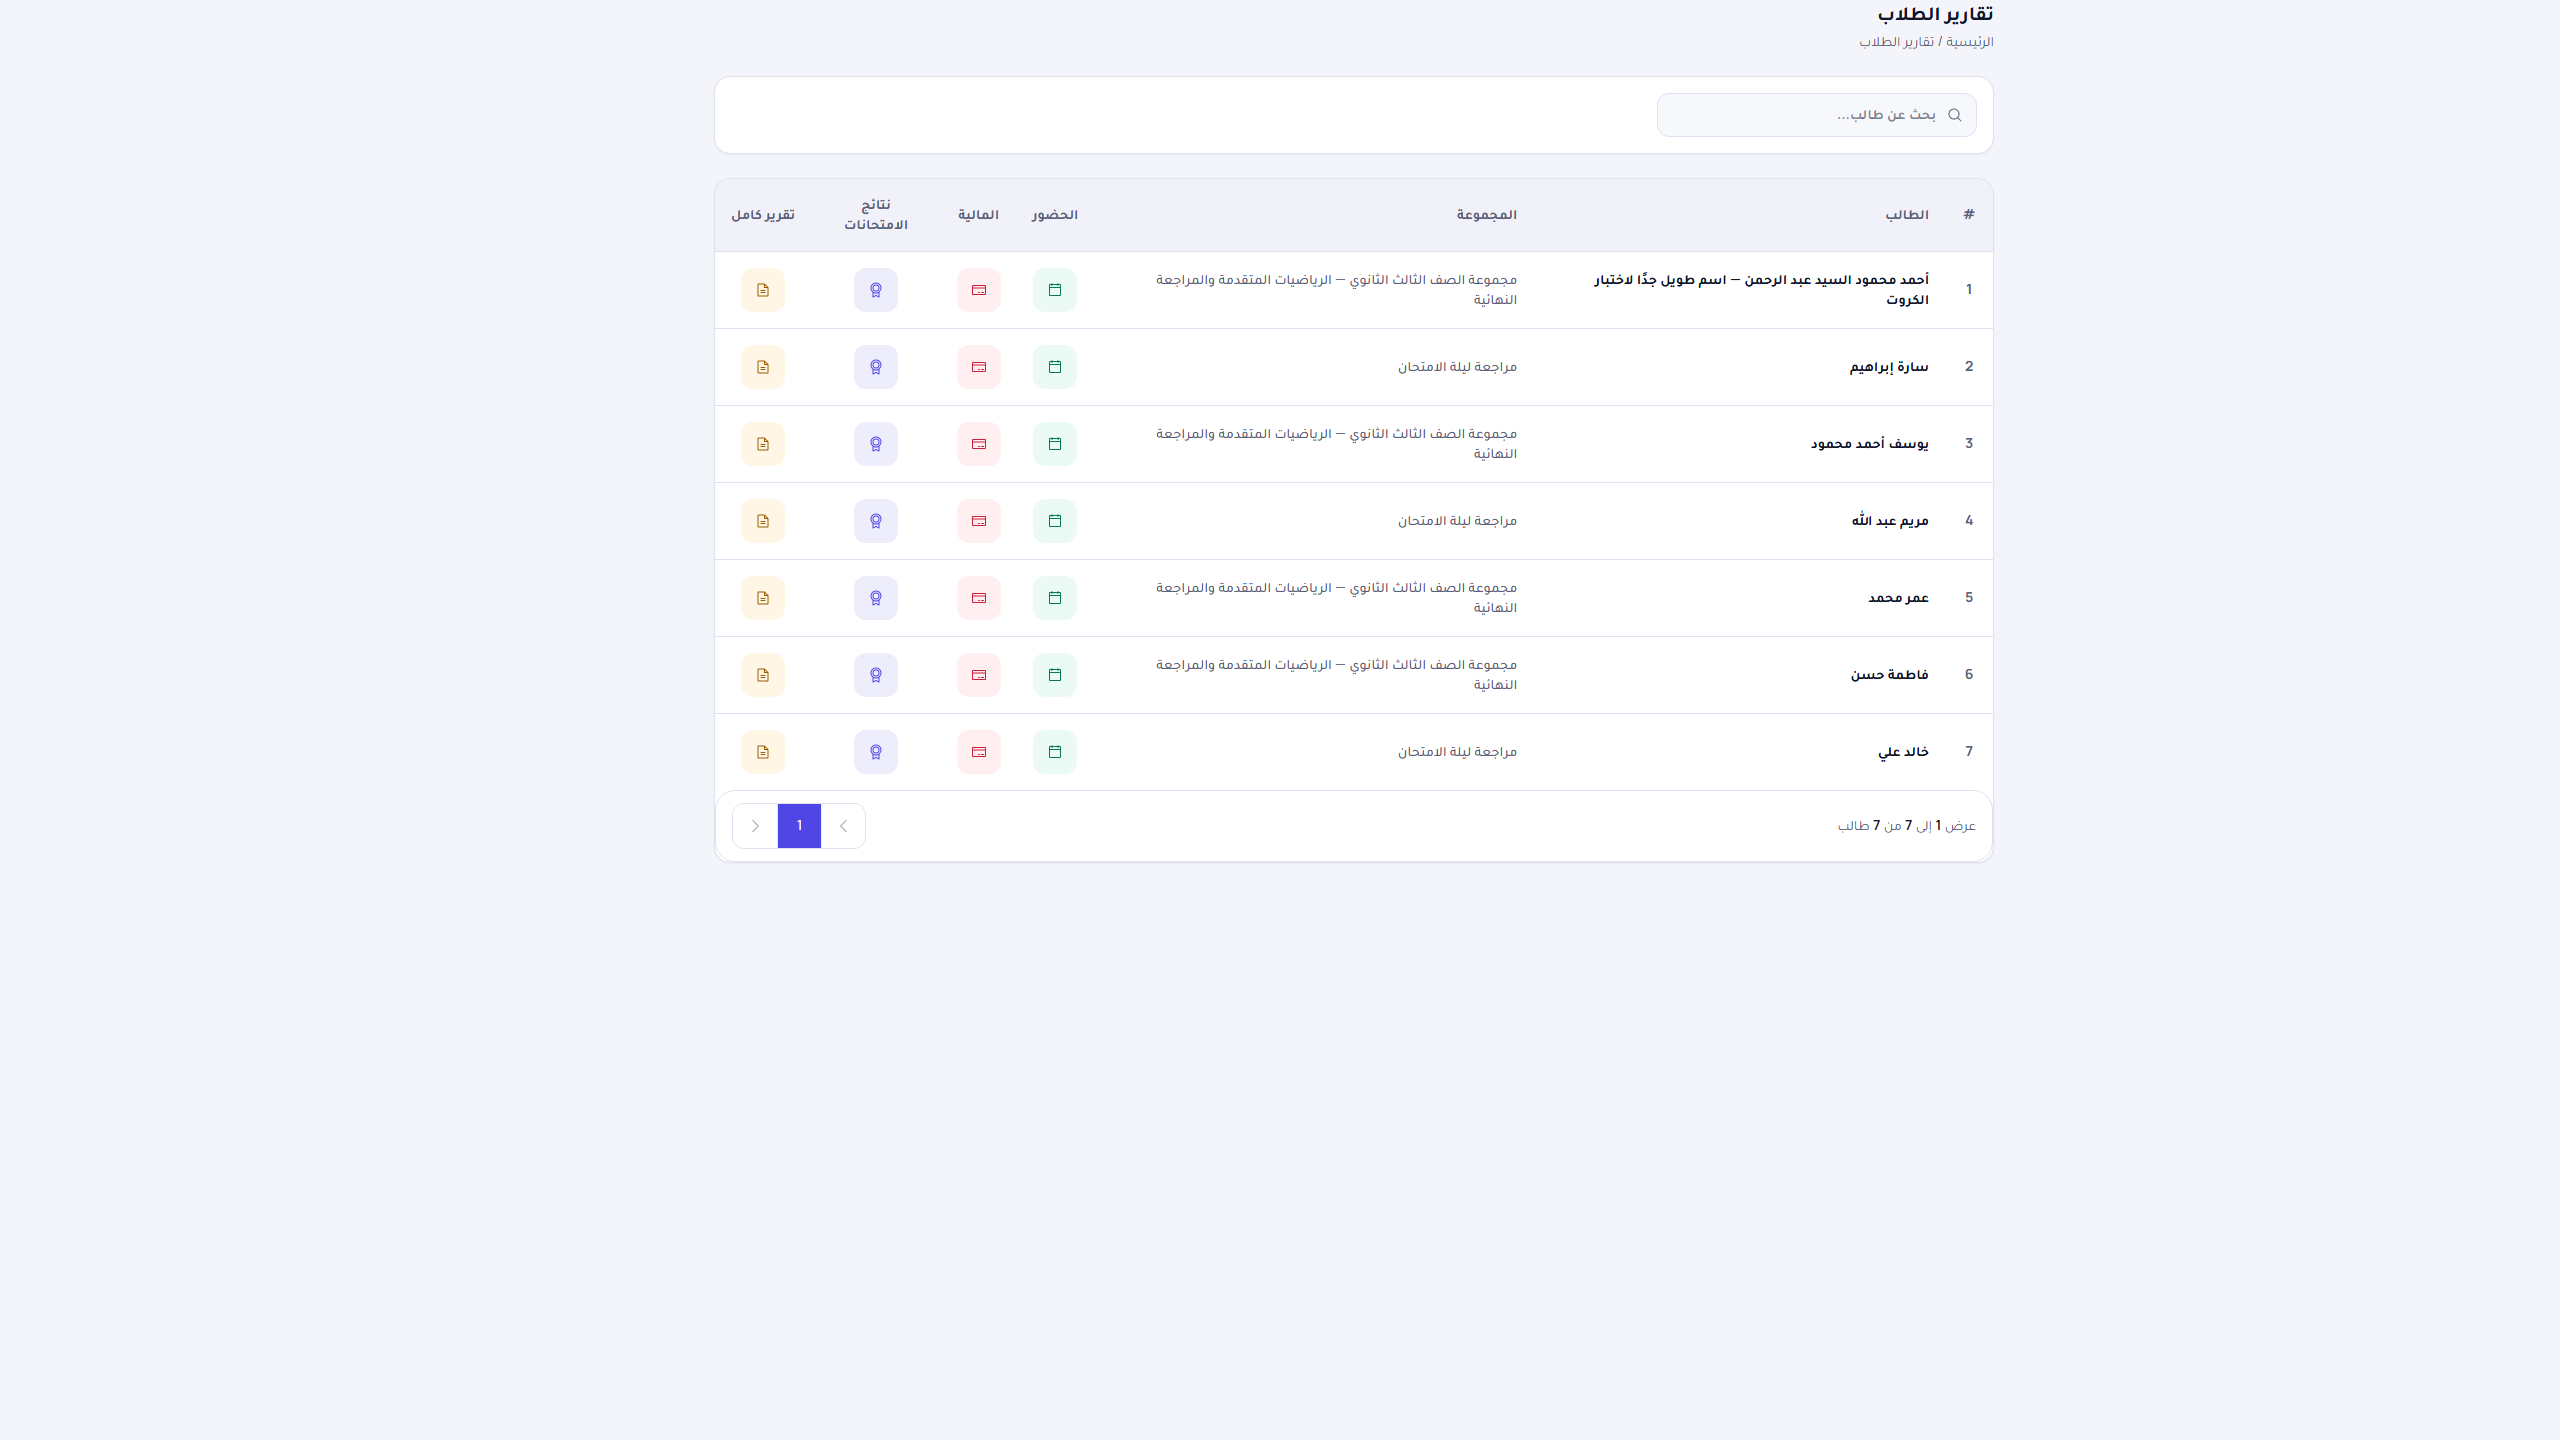 تقارير الطلاب
الرئيسية / تقارير الطلاب
بحث عن طالب...
# الطالب المجموعة الحضور المالية نتائج الامتحانات تقرير كامل
1 أحمد محمود السيد عبد الرحمن — اسم طويل جدًا لاختبار
الكروت
مجموعة الصف الثالث الثانوي — الرياضيات المتقدمة والمراجعة
النهائية
2 سارة إبراهيم مراجعة ليلة الامتحان
3 يوسف أحمد محمود
مجموعة الصف الثالث الثانوي — الرياضيات المتقدمة والمراجعة
النهائية
4 مريم عبد الله مراجعة ليلة الامتحان
5 عمر محمد
مجموعة الصف الثالث الثانوي — الرياضيات المتقدمة والمراجعة
النهائية
6 فاطمة حسن
مجموعة الصف الثالث الثانوي — الرياضيات المتقدمة والمراجعة
النهائية
7 خالد علي مراجعة ليلة الامتحان
عرض 1 إلى 7 من 7 طالب
1